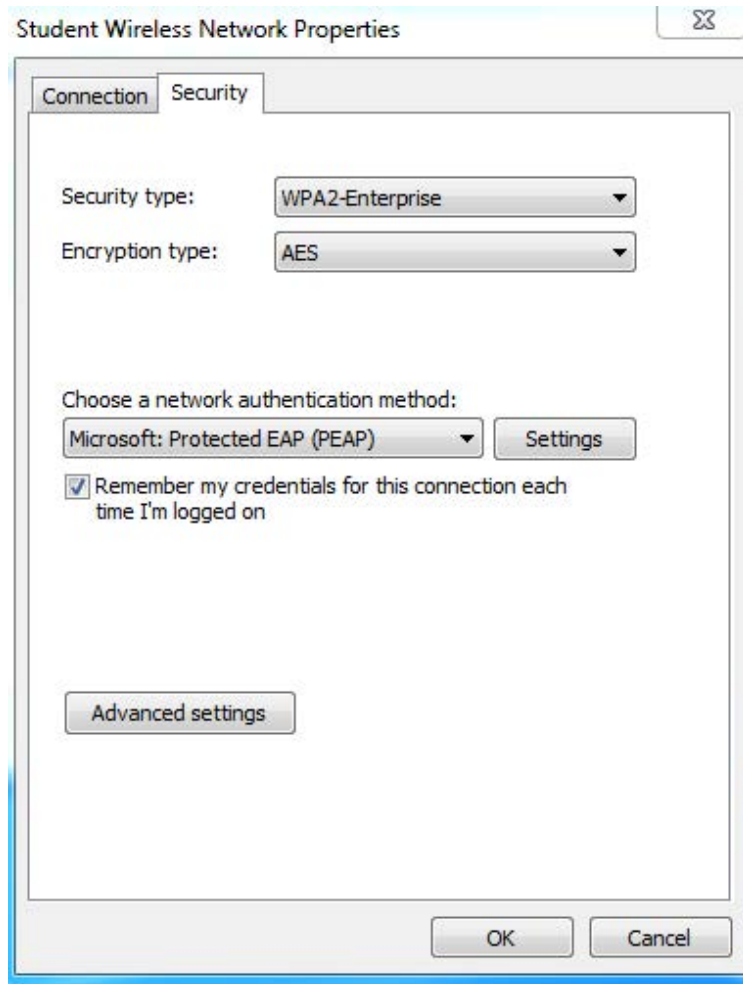 Student Wireless Network Properties
Connection Security
Security type: WPA2-Enterprise
Encryption type: AES
Choose a network authentication method:
Microsoft: Protected EAP (PEAP) Settings
Remember my credentials for this connection each
time I'm logged on
Advanced settings
OK Cancel